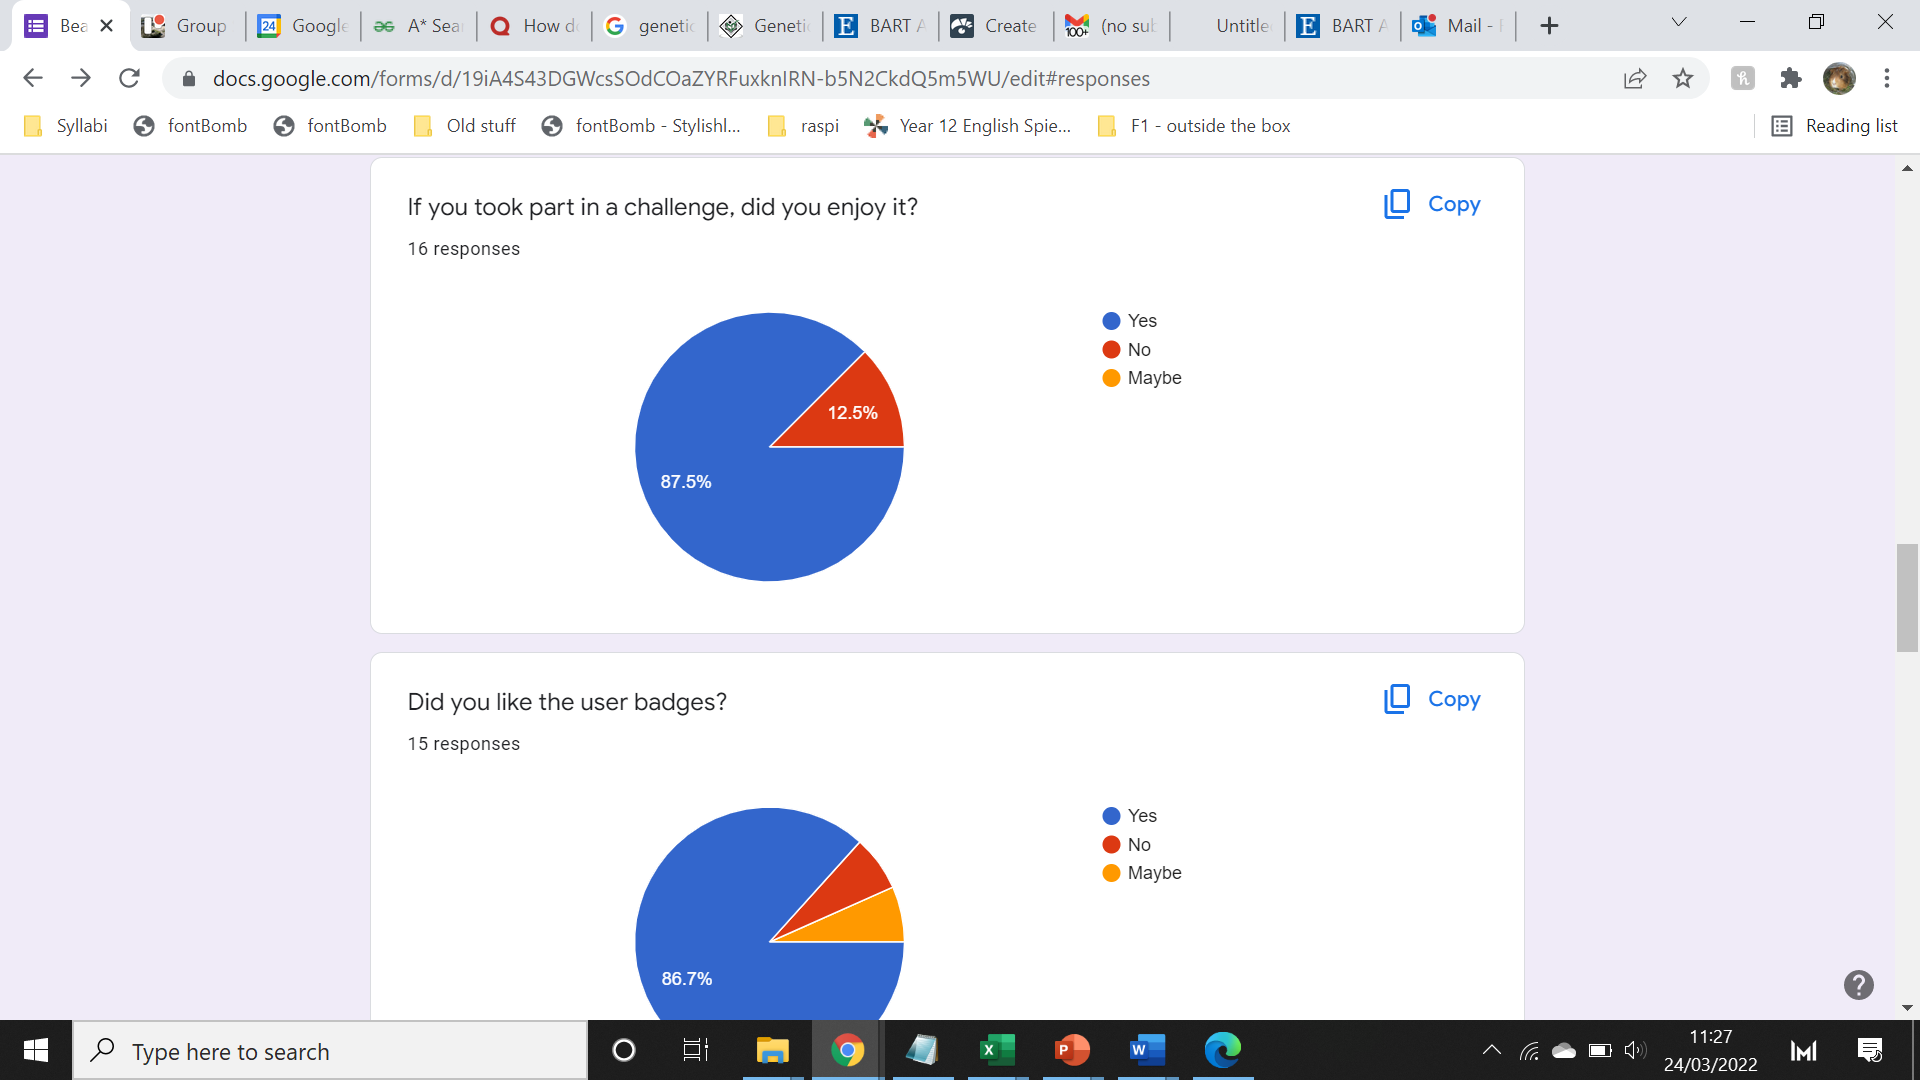 Bea
Group
24
Google
A* Sea
How d
genetic
Geneti
BART A
Create
100+
(no sub
Untitle
BART A
Mail -
docs.google.com/forms/d/19iA4S43DGWcsSOdCOaZYRFuxknIRN-b5N2CkdQ5m5WU/edit#responses
Syllabi
fontBomb
fontBomb
Old stuff
fontBomb - Stylishl...
raspi
Year 12 English Spie...
F1 - outside the box
Reading list
If you took part in a challenge, did you enjoy it?
Copy
16 responses
Yes
No
Maybe
12.5%
87.5%
Did you like the user badges?
Copy
15 responses
Yes
No
Maybe
86.7%
Type here to search
11:27
24/03/2022